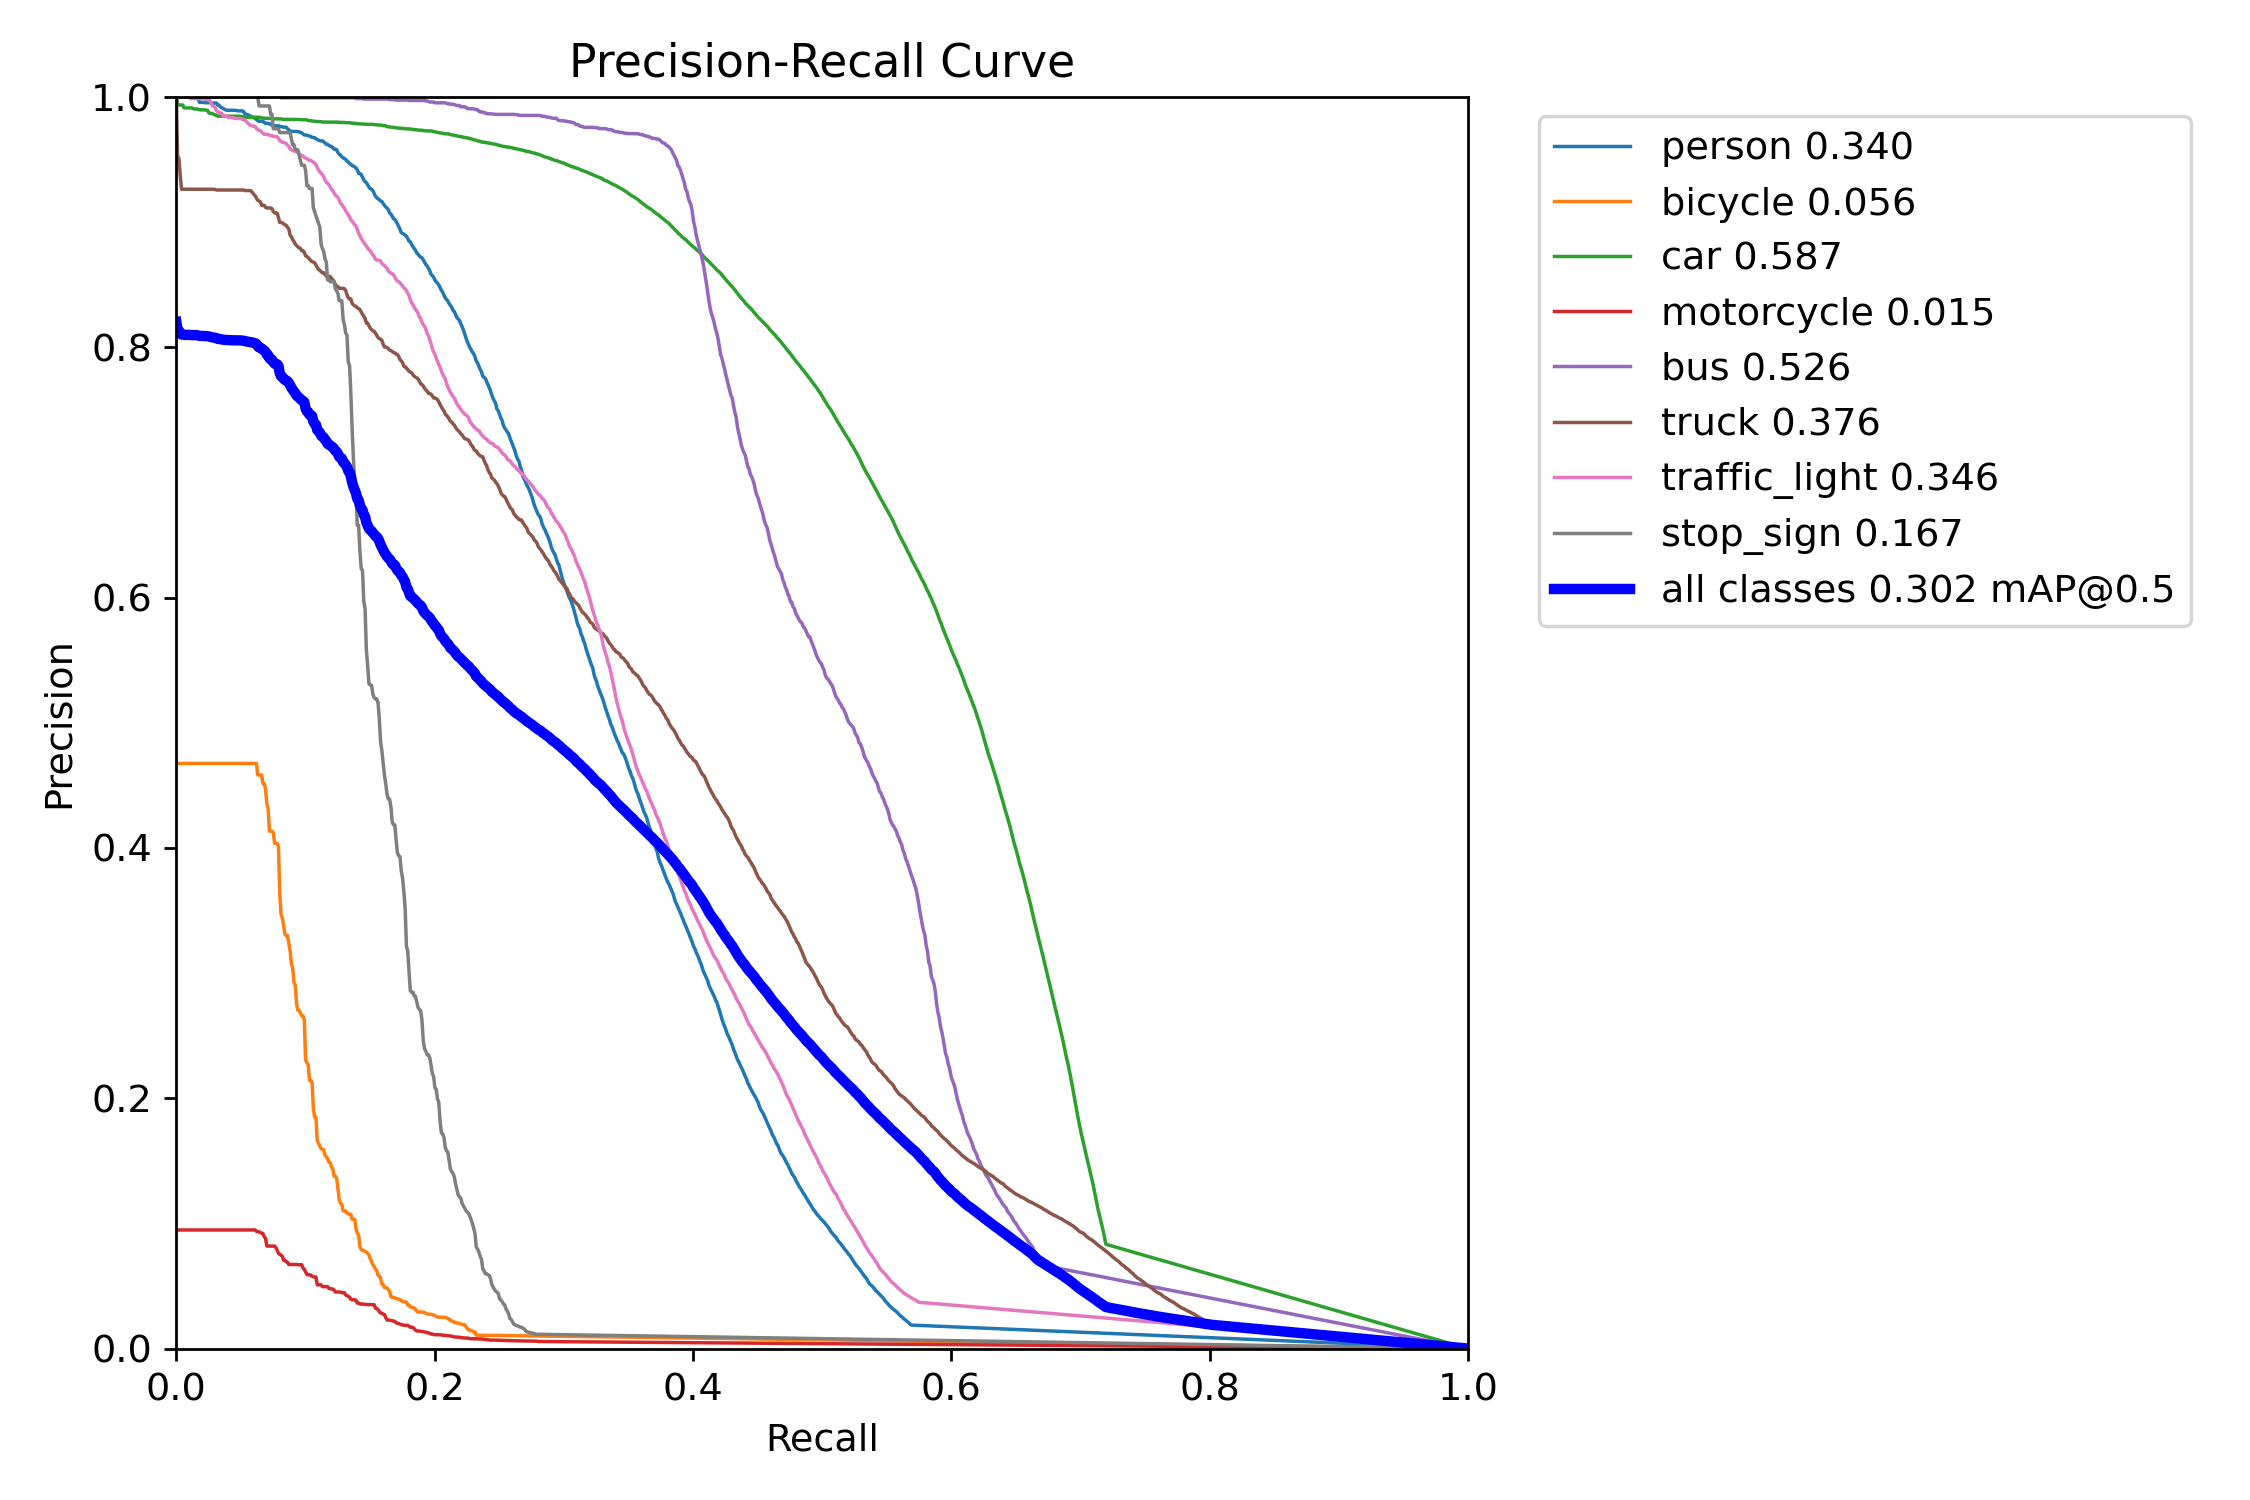 Precision-Recall Curve
1.0
0.8
0.6
0.4
0.2
0.0
Precision
0.0 0.2 0.4 0.6 0.8 1.0
Recall
person 0.340
bicycle 0.056
car 0.587
motorcycle 0.015
bus 0.526
truck 0.376
traffic_light 0.346
stop_sign 0.167
all classes 0.302 mAP@0.5